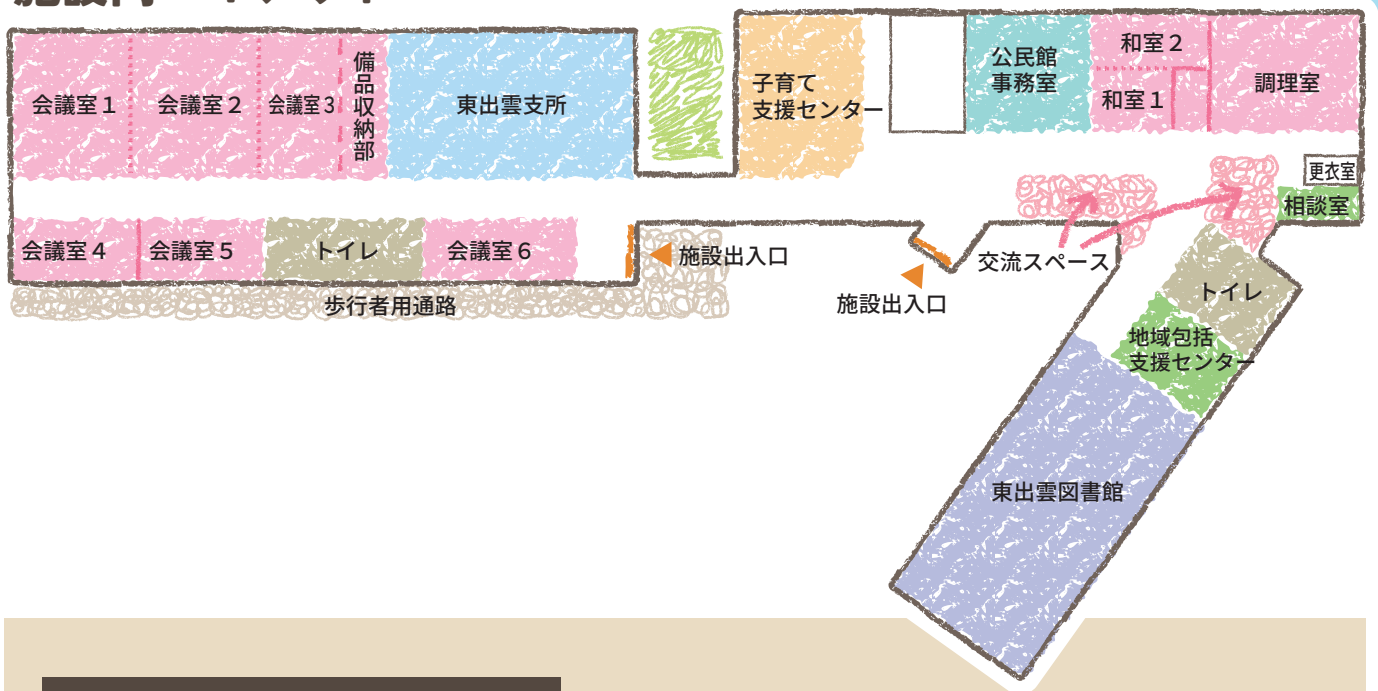 会議室1
会議室2
会議室3
備品収納部
東出雲支所
子育て
支援センター
公民館
事務室
和室2
和室1
調理室
更衣室
相談室
会議室4
会議室5
トイレ
会議室6
施設出入口
施設出入口
交流スペース
歩行者用通路
トイレ
地域包括
支援センター
東出雲図書館